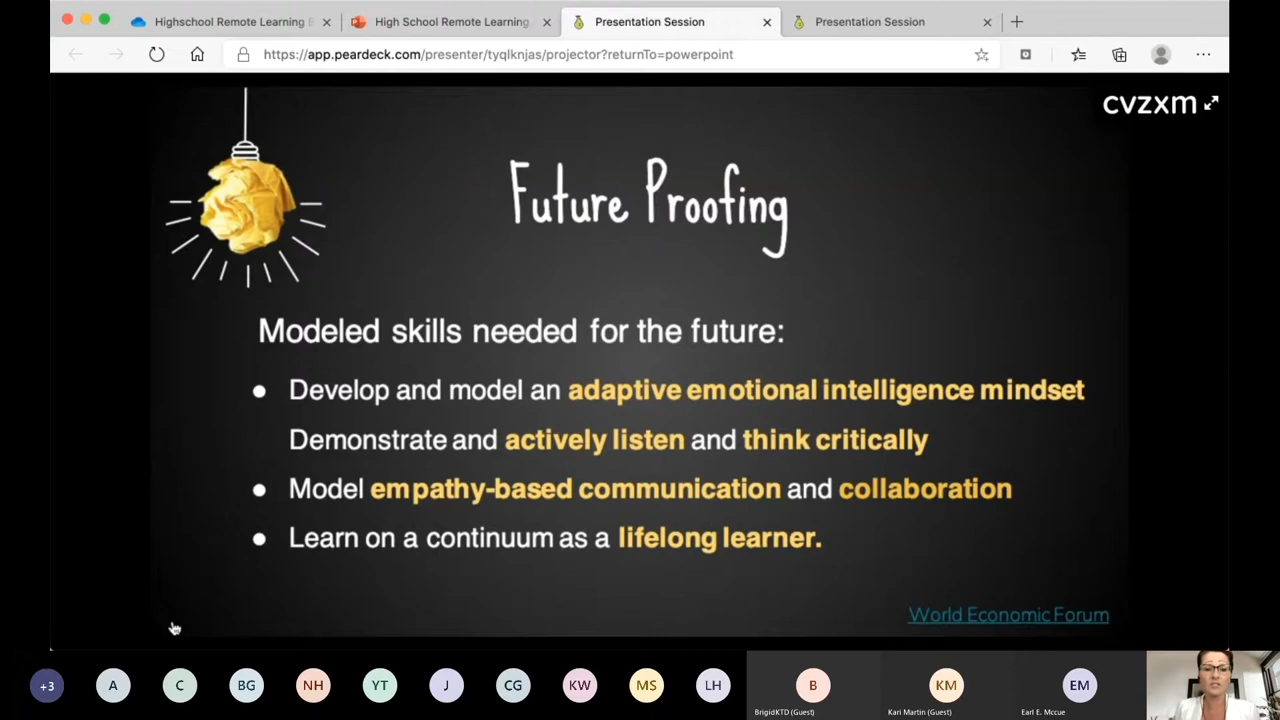 Highschool Remote Learning E
High School Remote Learning
Presentation Session
Presentation Session
https://app.peardeck.com/presenter/tyqlknjas/projector?returnTo=powerpoint
cvzxm
Future Proofing
Modeled skills needed for the future:
● Develop and model an adaptive emotional intelligence mindset
Demonstrate and actively listen and think critically
● Model empathy-based communication and collaboration
● Learn on a continuum as a lifelong learner.
World Economic Forum
+3
A
C
BG
NH
YT
J
CG
KW
MS
LH
B
KM
EM
BrigidKTD (Guest)
Kari Martin (Guest)
Earl E. Mccue